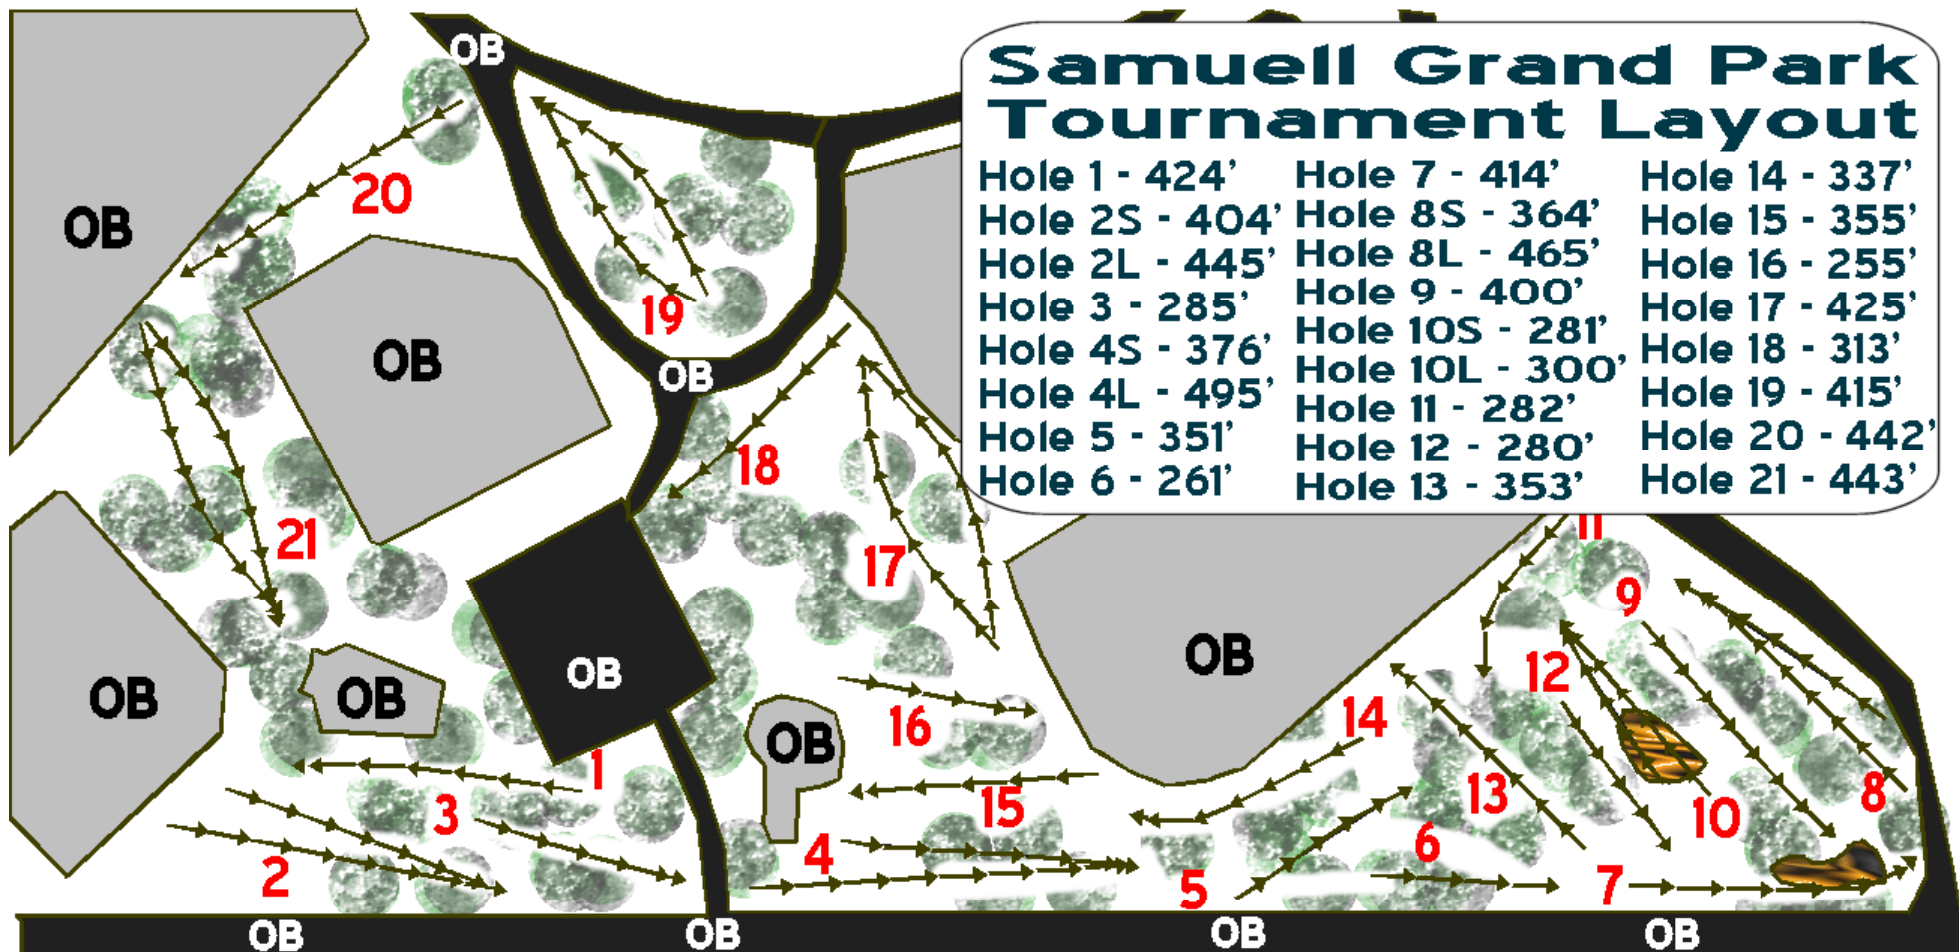 Samuell Grand Park
Tournament Layout
Hole 1 - 424'
Hole 2S - 404'
Hole 2L - 445'
Hole 3 - 285'
Hole 4S - 376'
Hole 4L - 495'
Hole 5 - 351'
Hole 6 - 261'
Hole 7 - 414'
Hole 8S - 364'
Hole 8L - 465'
Hole 9 - 400'
Hole 10S - 281'
Hole 10L - 300'
Hole 11 - 282'
Hole 12 - 280'
Hole 13 - 353'
Hole 14 - 337'
Hole 15 - 355'
Hole 16 - 255'
Hole 17 - 425'
Hole 18 - 313'
Hole 19 - 415'
Hole 20 - 442'
Hole 21 - 443'
OB
20
OB
19
OB
OB
18
21
17
11
9
OB
OB
OB
OB
12
16
14
OB
1
3
15
13
8
10
4
6
2
5
7
OB
OB
OB
OB